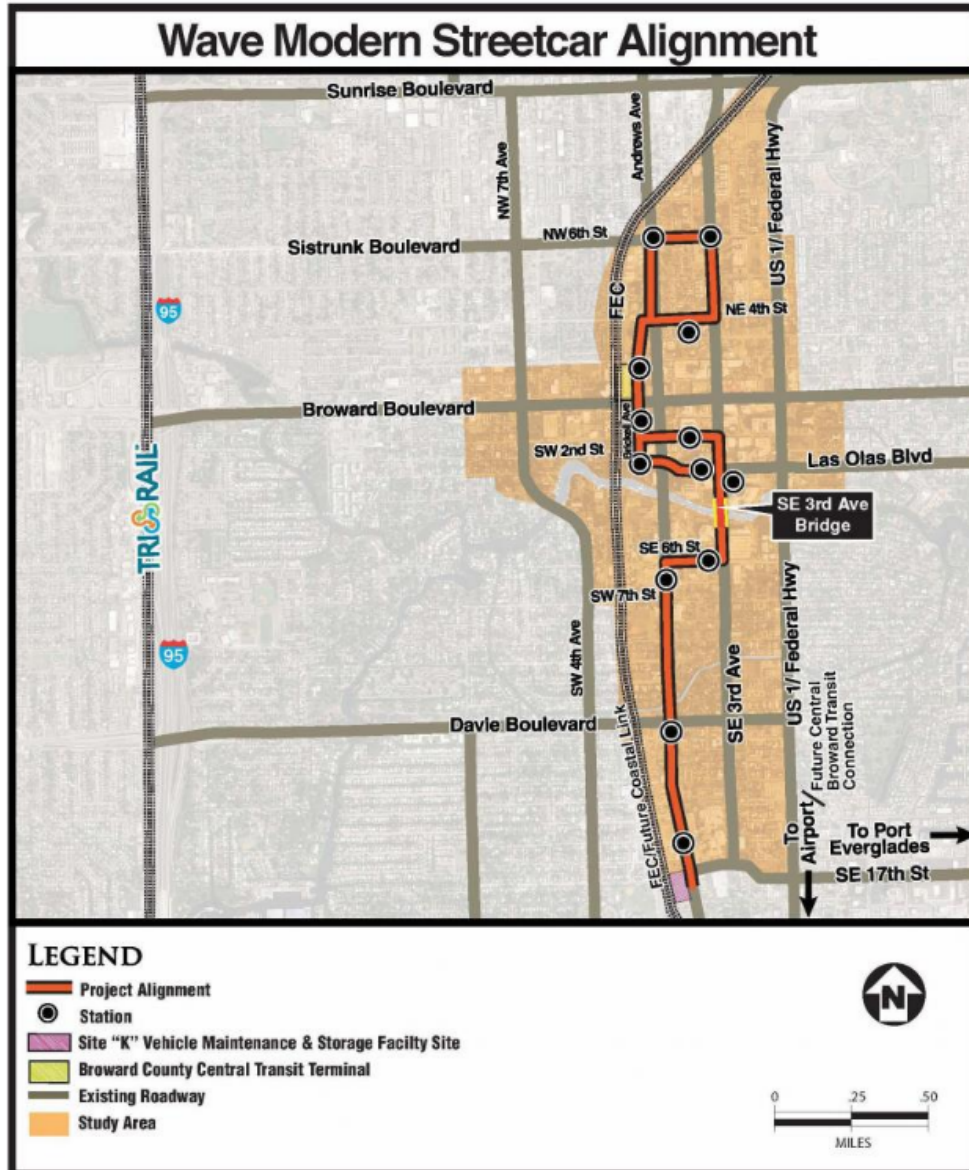 Wave Modern Streetcar Alignment
Sunrise Boulevard
NW 7th Ave
Andrews Ave
US 1/ Federal Hwy
Sistrunk Boulevard
NW 6th St
FEC
NE 4th St
95
Broward Boulevard
Brickell Ave
SW 2nd St
Las Olas Blvd
TRI RAIL
SE 3rd Ave
Bridge
SE 6th St
SW 7th St
95
SW 4th Ave
SE 3rd Ave
US 1/ Federal Hwy
Davie Boulevard
FEC/Future Coastal Link
To
Airport/
Future Central
Broward Transit
Connection
To Port
Everglades
SE 17th St
LEGEND
Project Alignment
Station
Site "K" Vehicle Maintenance & Storage Facilty Site
Broward County Central Transit Terminal
Existing Roadway
Study Area
N
0 .25 .50
MILES